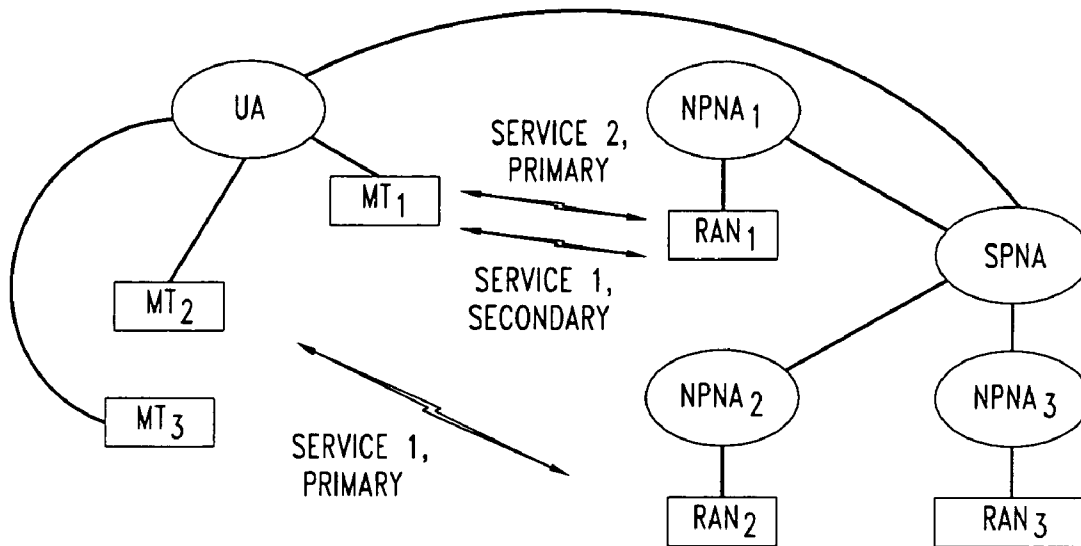 UA
NPNA1
SERVICE 2,
PRIMARY
MT1
RAN1
SERVICE 1,
SECONDARY
SPNA
MT2
NPNA2
NPNA3
MT3
SERVICE 1,
PRIMARY
RAN2
RAN3